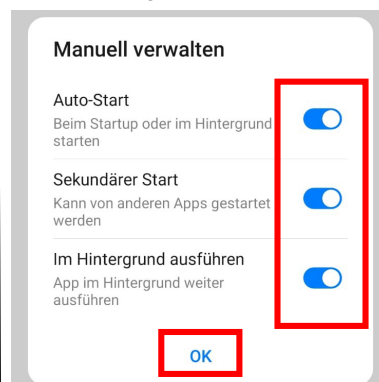 Manuell verwalten
Auto-Start
Beim Startup oder im Hintergrund
starten
Sekundärer Start
Kann von anderen Apps gestartet
werden
Im Hintergrund ausführen
App im Hintergrund weiter
ausführen
OK